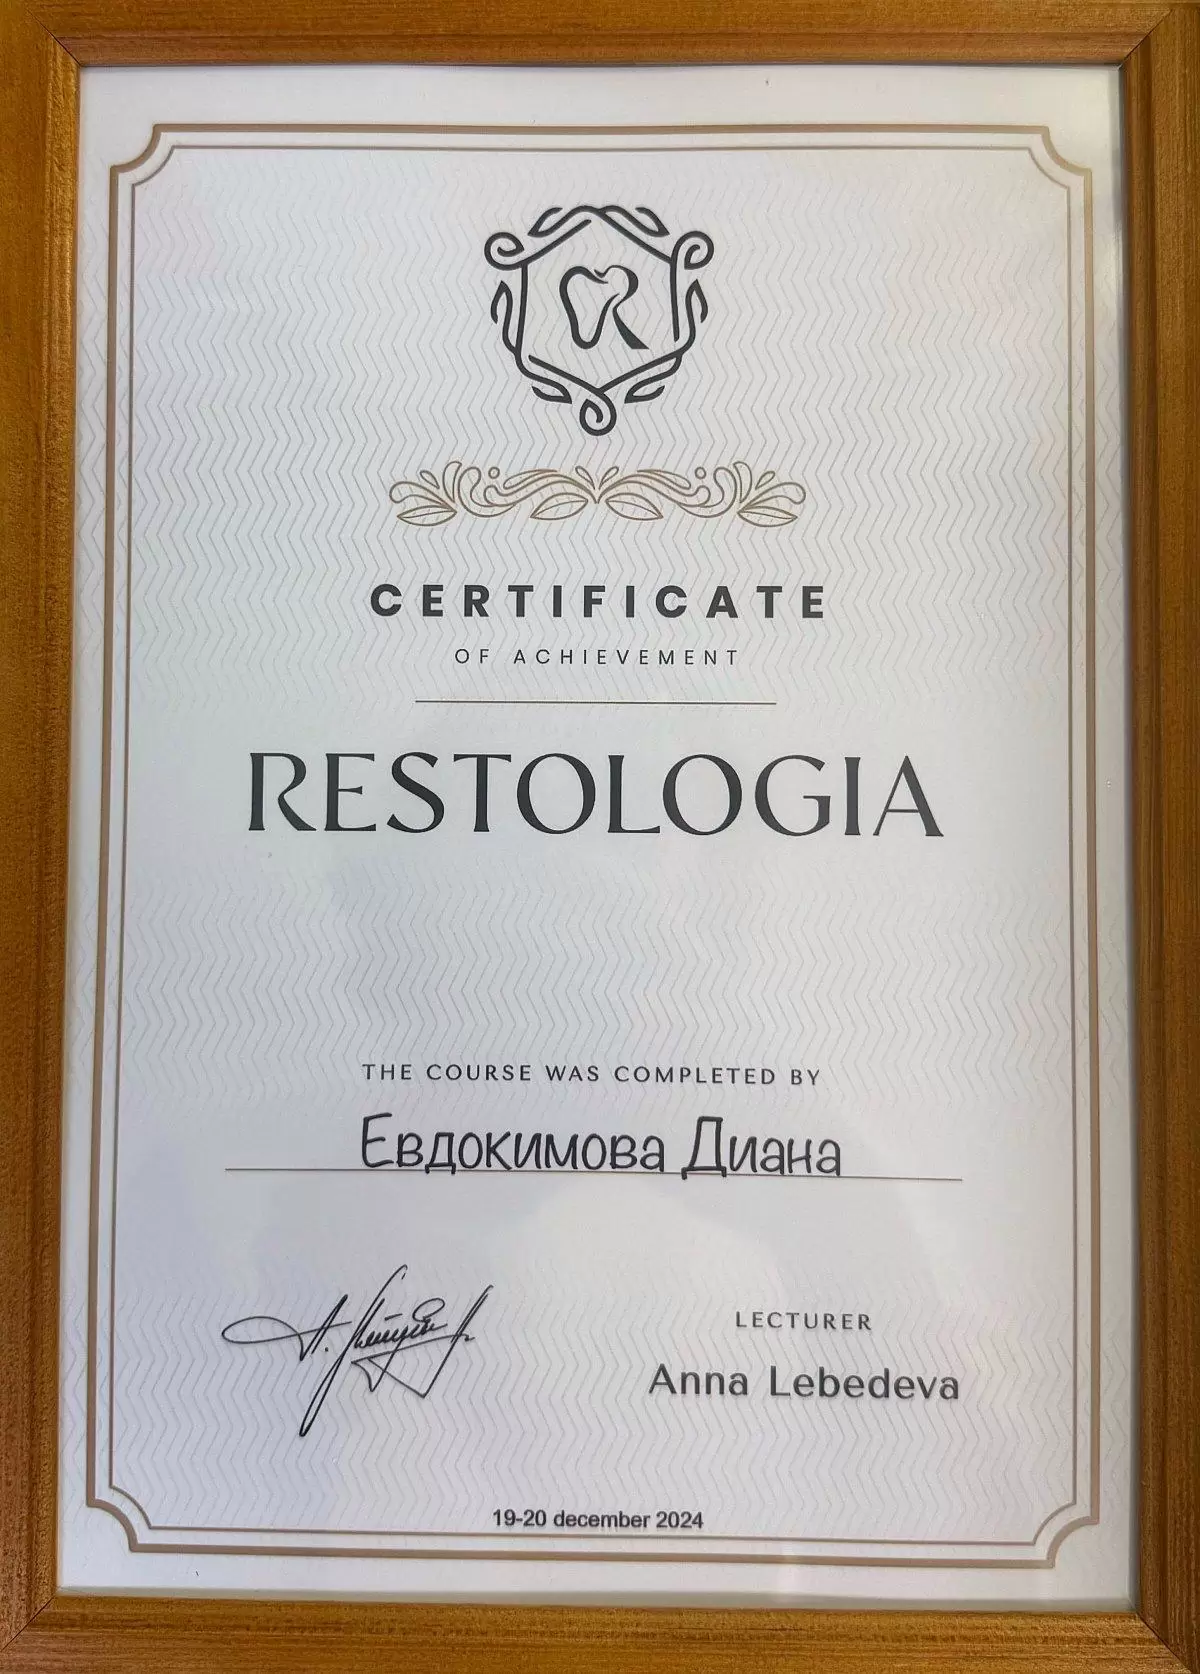 CERTIFICATE
OF ACHIEVEMENT
RESTOLOGIA
THE COURSE WAS COMPLETED BY
Евдокимова Диана
LECTURER
Anna Lebedeva
19-20 december 2024